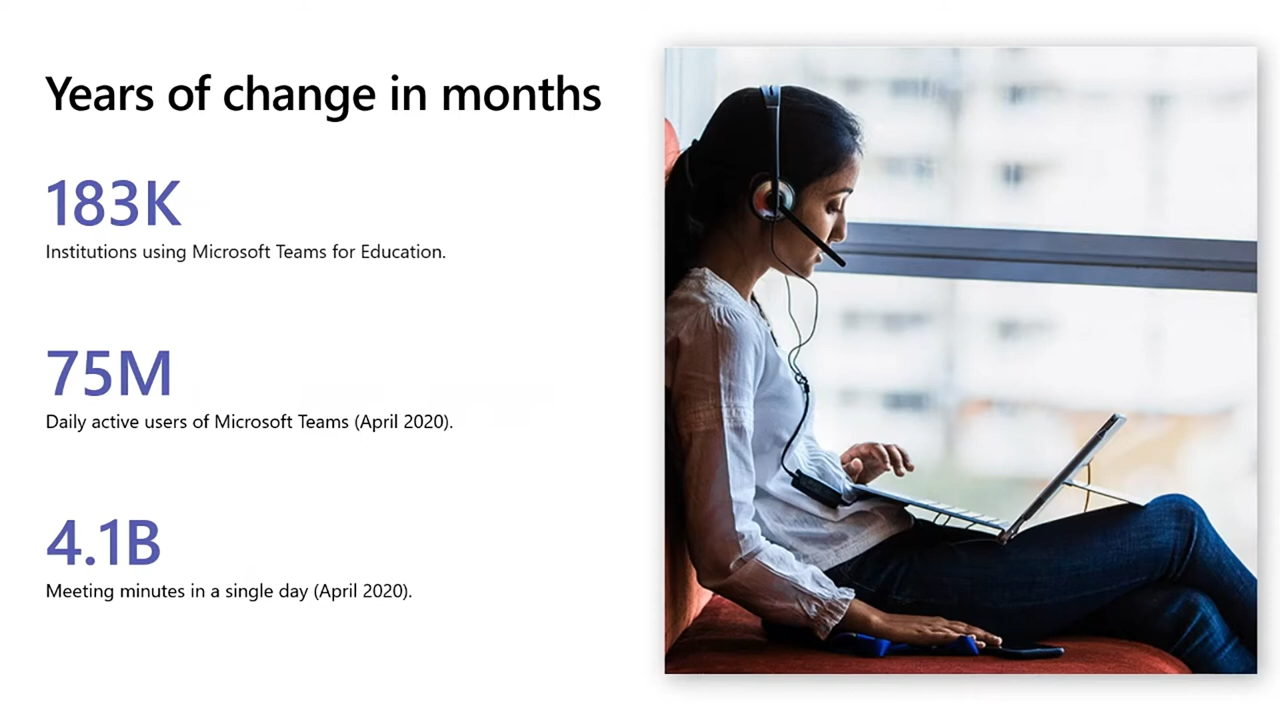 Years of change in months
183K
Institutions using Microsoft Teams for Education.
75M
Daily active users of Microsoft Teams (April 2020).
4.1B
Meeting minutes in a single day (April 2020).